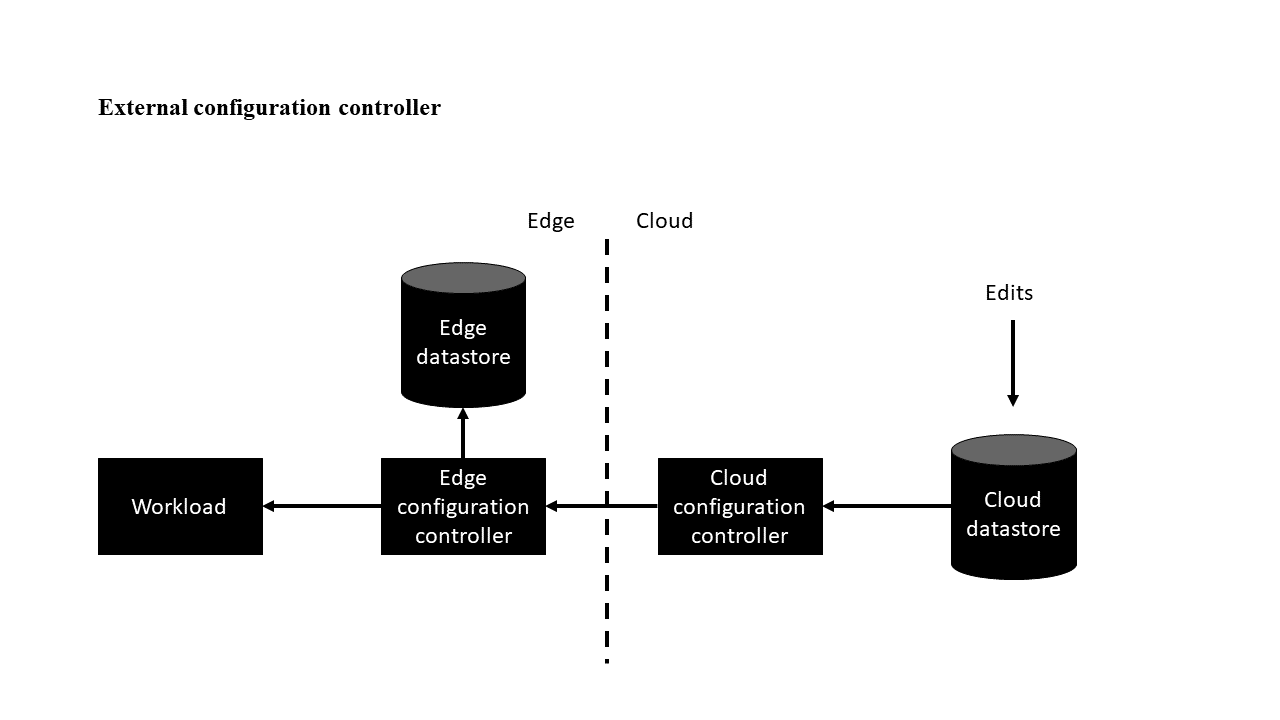 External configuration controller
Edge
Cloud
Edits
Edge
datastore
Workload
Edge
configuration
controller
Cloud
configuration
controller
Cloud
datastore